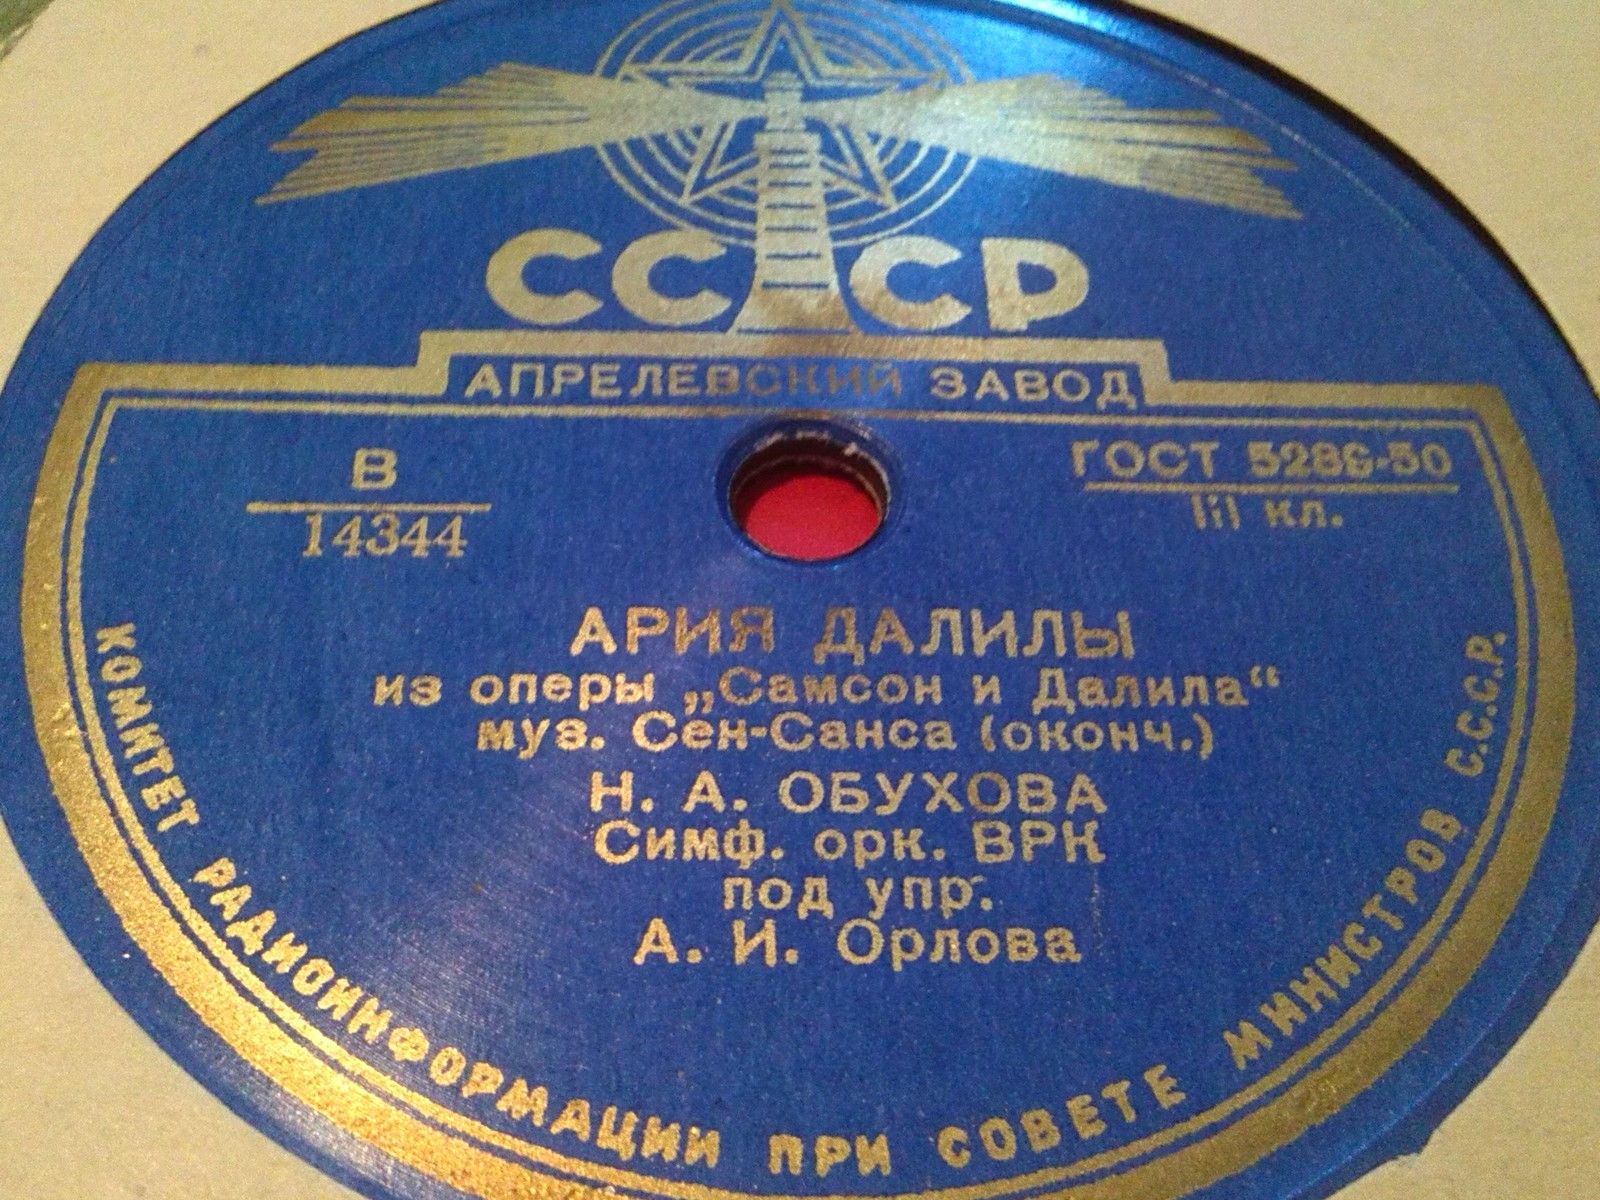 СССР
АПРЕЛЕВСКИЙ ЗАВОД
В
14344
ГОСТ 5289-50
III кл.
АРИЯ ДАЛИЛЫ
из оперы „Самсон и Далила“
муз. Сен-Санса (оконч.)
Н. А. ОБУХОВА
Симф. орк. ВРК
под упр.
А. И. Орлова
КОМИТЕТ РАДИОИНФОРМАЦИИ ПРИ СОВЕТЕ МИНИСТРОВ С.С.С.Р.